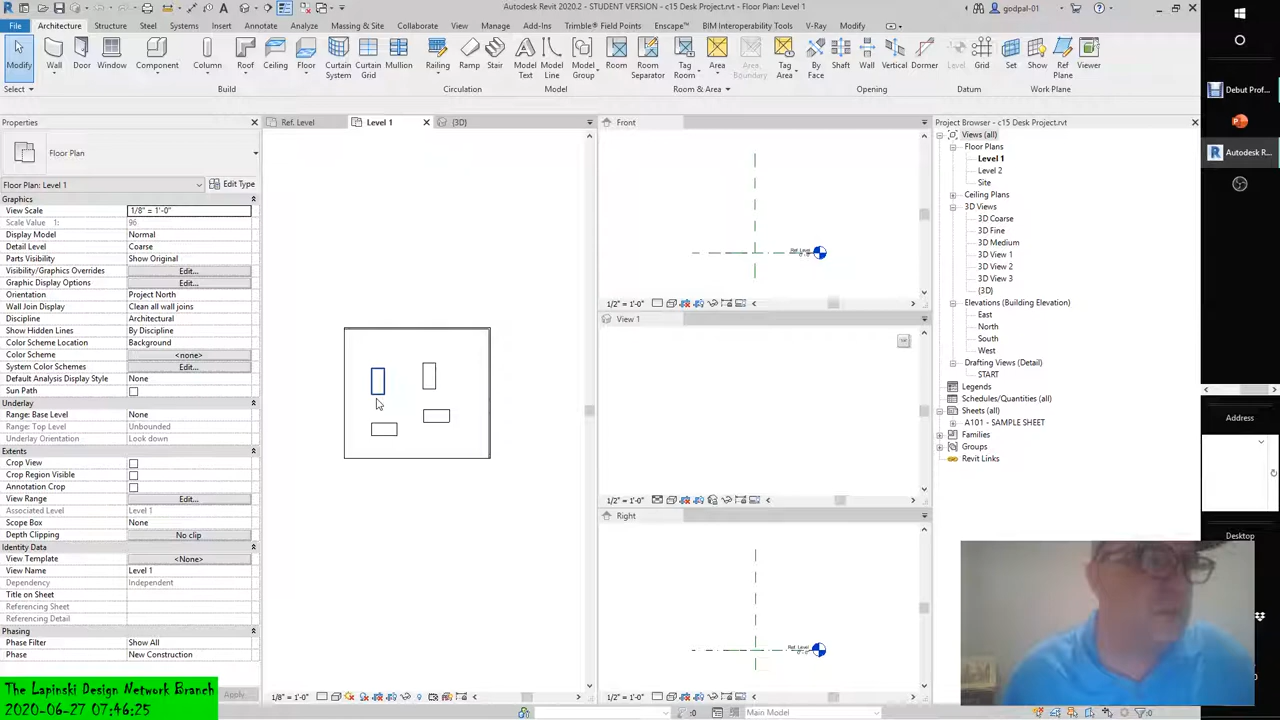 Autodesk Revit 2020.2 - STUDENT VERSION - c15 Desk Project.rvt - Floor Plan: Level 1
godpal-01
File Architecture Structure Steel Systems Insert Annotate Analyze Massing & Site Collaborate View Manage Add-Ins Trimble® Field Points Enscape™ BIM Interoperability Tools V-Ray Modify
Modify Wall Door Window Component Column Roof Ceiling Floor Curtain System Curtain Grid Mullion Railing Ramp Stair Model Text Model Line Model Group Room Room Separator Tag Room Area Area Boundary Tag Area By Face Shaft Wall Vertical Dormer Level Grid Set Show Ref Plane Viewer
Select Build Circulation Model Room & Area Opening Datum Work Plane
Properties
Floor Plan
Floor Plan: Level 1 Edit Type
Graphics
View Scale 1/8" = 1'-0"
Scale Value 1: 96
Display Model Normal
Detail Level Coarse
Parts Visibility Show Original
Visibility/Graphics Overrides Edit...
Graphic Display Options Edit...
Orientation Project North
Wall Join Display Clean all wall joins
Discipline Architectural
Show Hidden Lines By Discipline
Color Scheme Location Background
Color Scheme <none>
System Color Schemes Edit...
Default Analysis Display Style None
Sun Path
Underlay
Range: Base Level None
Range: Top Level Unbounded
Underlay Orientation Look down
Extents
Crop View
Crop Region Visible
Annotation Crop
View Range Edit...
Associated Level Level 1
Scope Box None
Depth Clipping No clip
Identity Data
View Template <None>
View Name Level 1
Dependency Independent
Title on Sheet
Referencing Sheet
Referencing Detail
Phasing
Phase Filter Show All
Phase New Construction
Apply
The Lapinski Design Network Branch
2020-06-27 07:46:25
Ref. Level Level 1 {3D}
1/8" = 1'-0"
Front
Ref. Level
1/2" = 1'-0"
View 1
1/2" = 1'-0"
Right
Ref. Level
1/2" = 1'-0"
:0 Main Model :0
Project Browser - c15 Desk Project.rvt
Views (all)
Floor Plans
Level 1
Level 2
Site
Ceiling Plans
3D Views
3D Coarse
3D Fine
3D Medium
3D View 1
3D View 2
3D View 3
{3D}
Elevations (Building Elevation)
East
North
South
West
Drafting Views (Detail)
START
Legends
Schedules/Quantities (all)
Sheets (all)
A101 - SAMPLE SHEET
Families
Groups
Revit Links
Debut Prof...
Autodesk R...
Address
Desktop